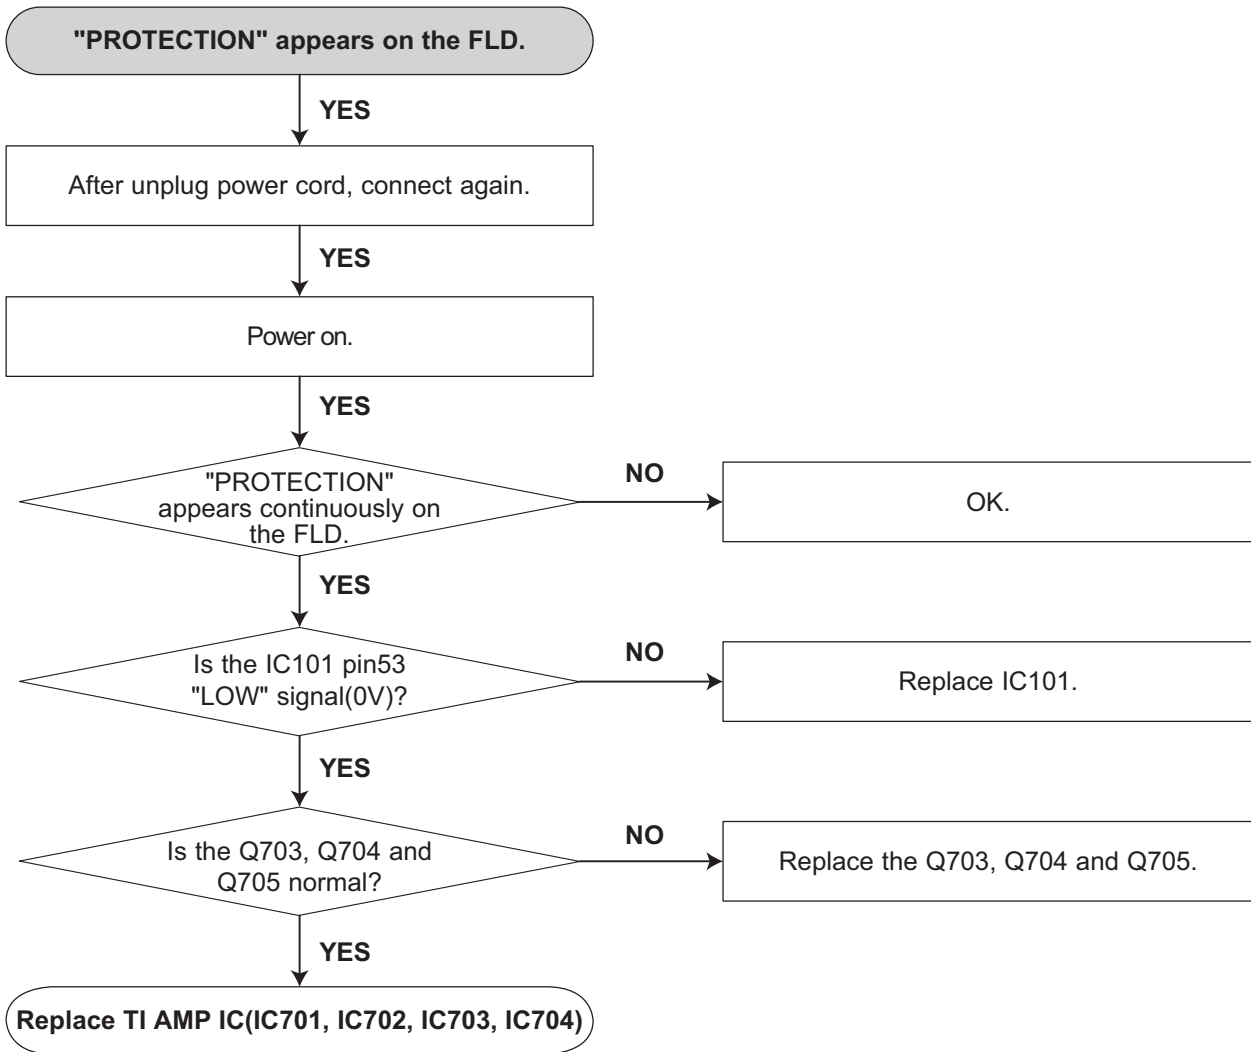 "PROTECTION" appears on the FLD.
YES
After unplug power cord, connect again.
YES
Power on.
YES
"PROTECTION"
appears continuously on
the FLD.
NO
OK.
YES
Is the IC101 pin53
"LOW" signal(0V)?
NO
Replace IC101.
YES
Is the Q703, Q704 and
Q705 normal?
NO
Replace the Q703, Q704 and Q705.
YES
Replace TI AMP IC(IC701, IC702, IC703, IC704)